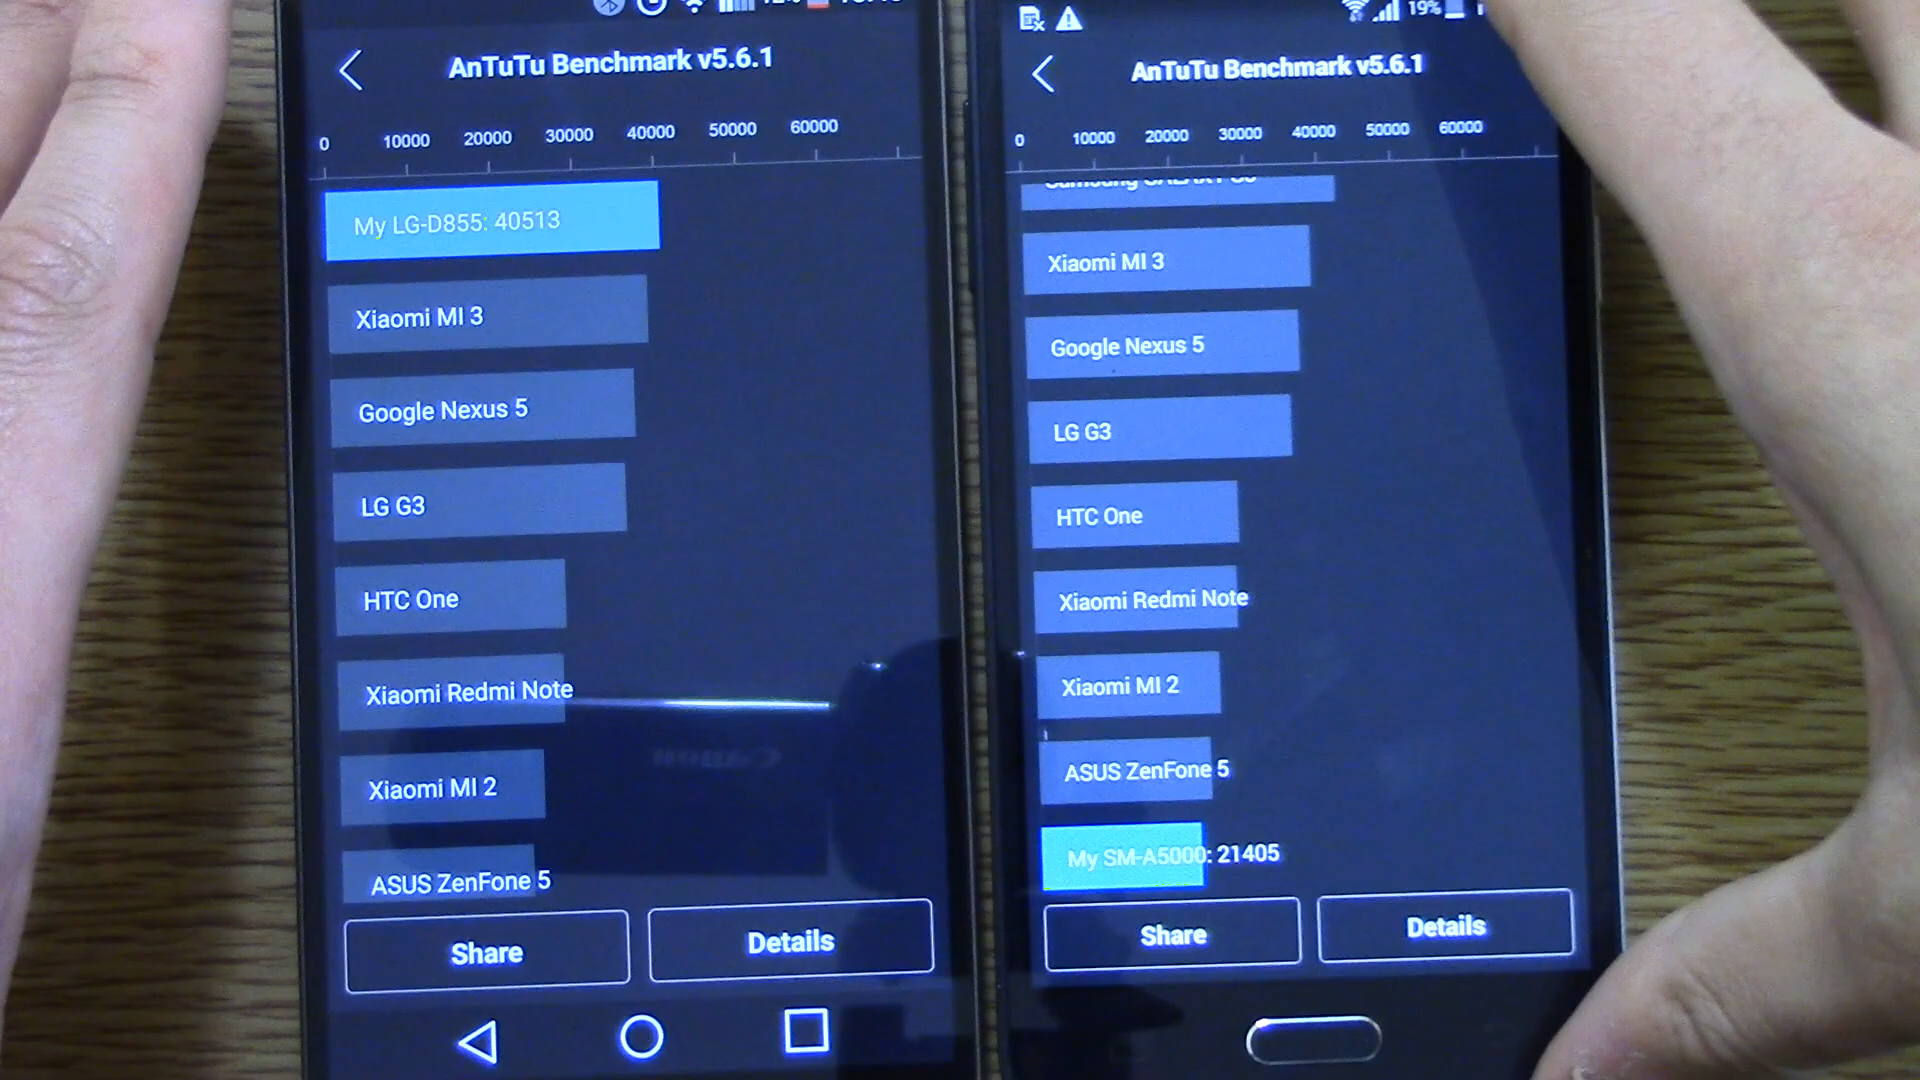 AnTuTu Benchmark v5.6.1
0 10000 20000 30000 40000 50000 60000
My LG-D855: 40513
Xiaomi MI 3
Google Nexus 5
LG G3
HTC One
Xiaomi Redmi Note
Xiaomi MI 2
ASUS ZenFone 5
Share Details
19%
AnTuTu Benchmark v5.6.1
0 10000 20000 30000 40000 50000 60000
Xiaomi MI 3
Google Nexus 5
LG G3
HTC One
Xiaomi Redmi Note
Xiaomi MI 2
ASUS ZenFone 5
My SM-A5000: 21405
Share Details